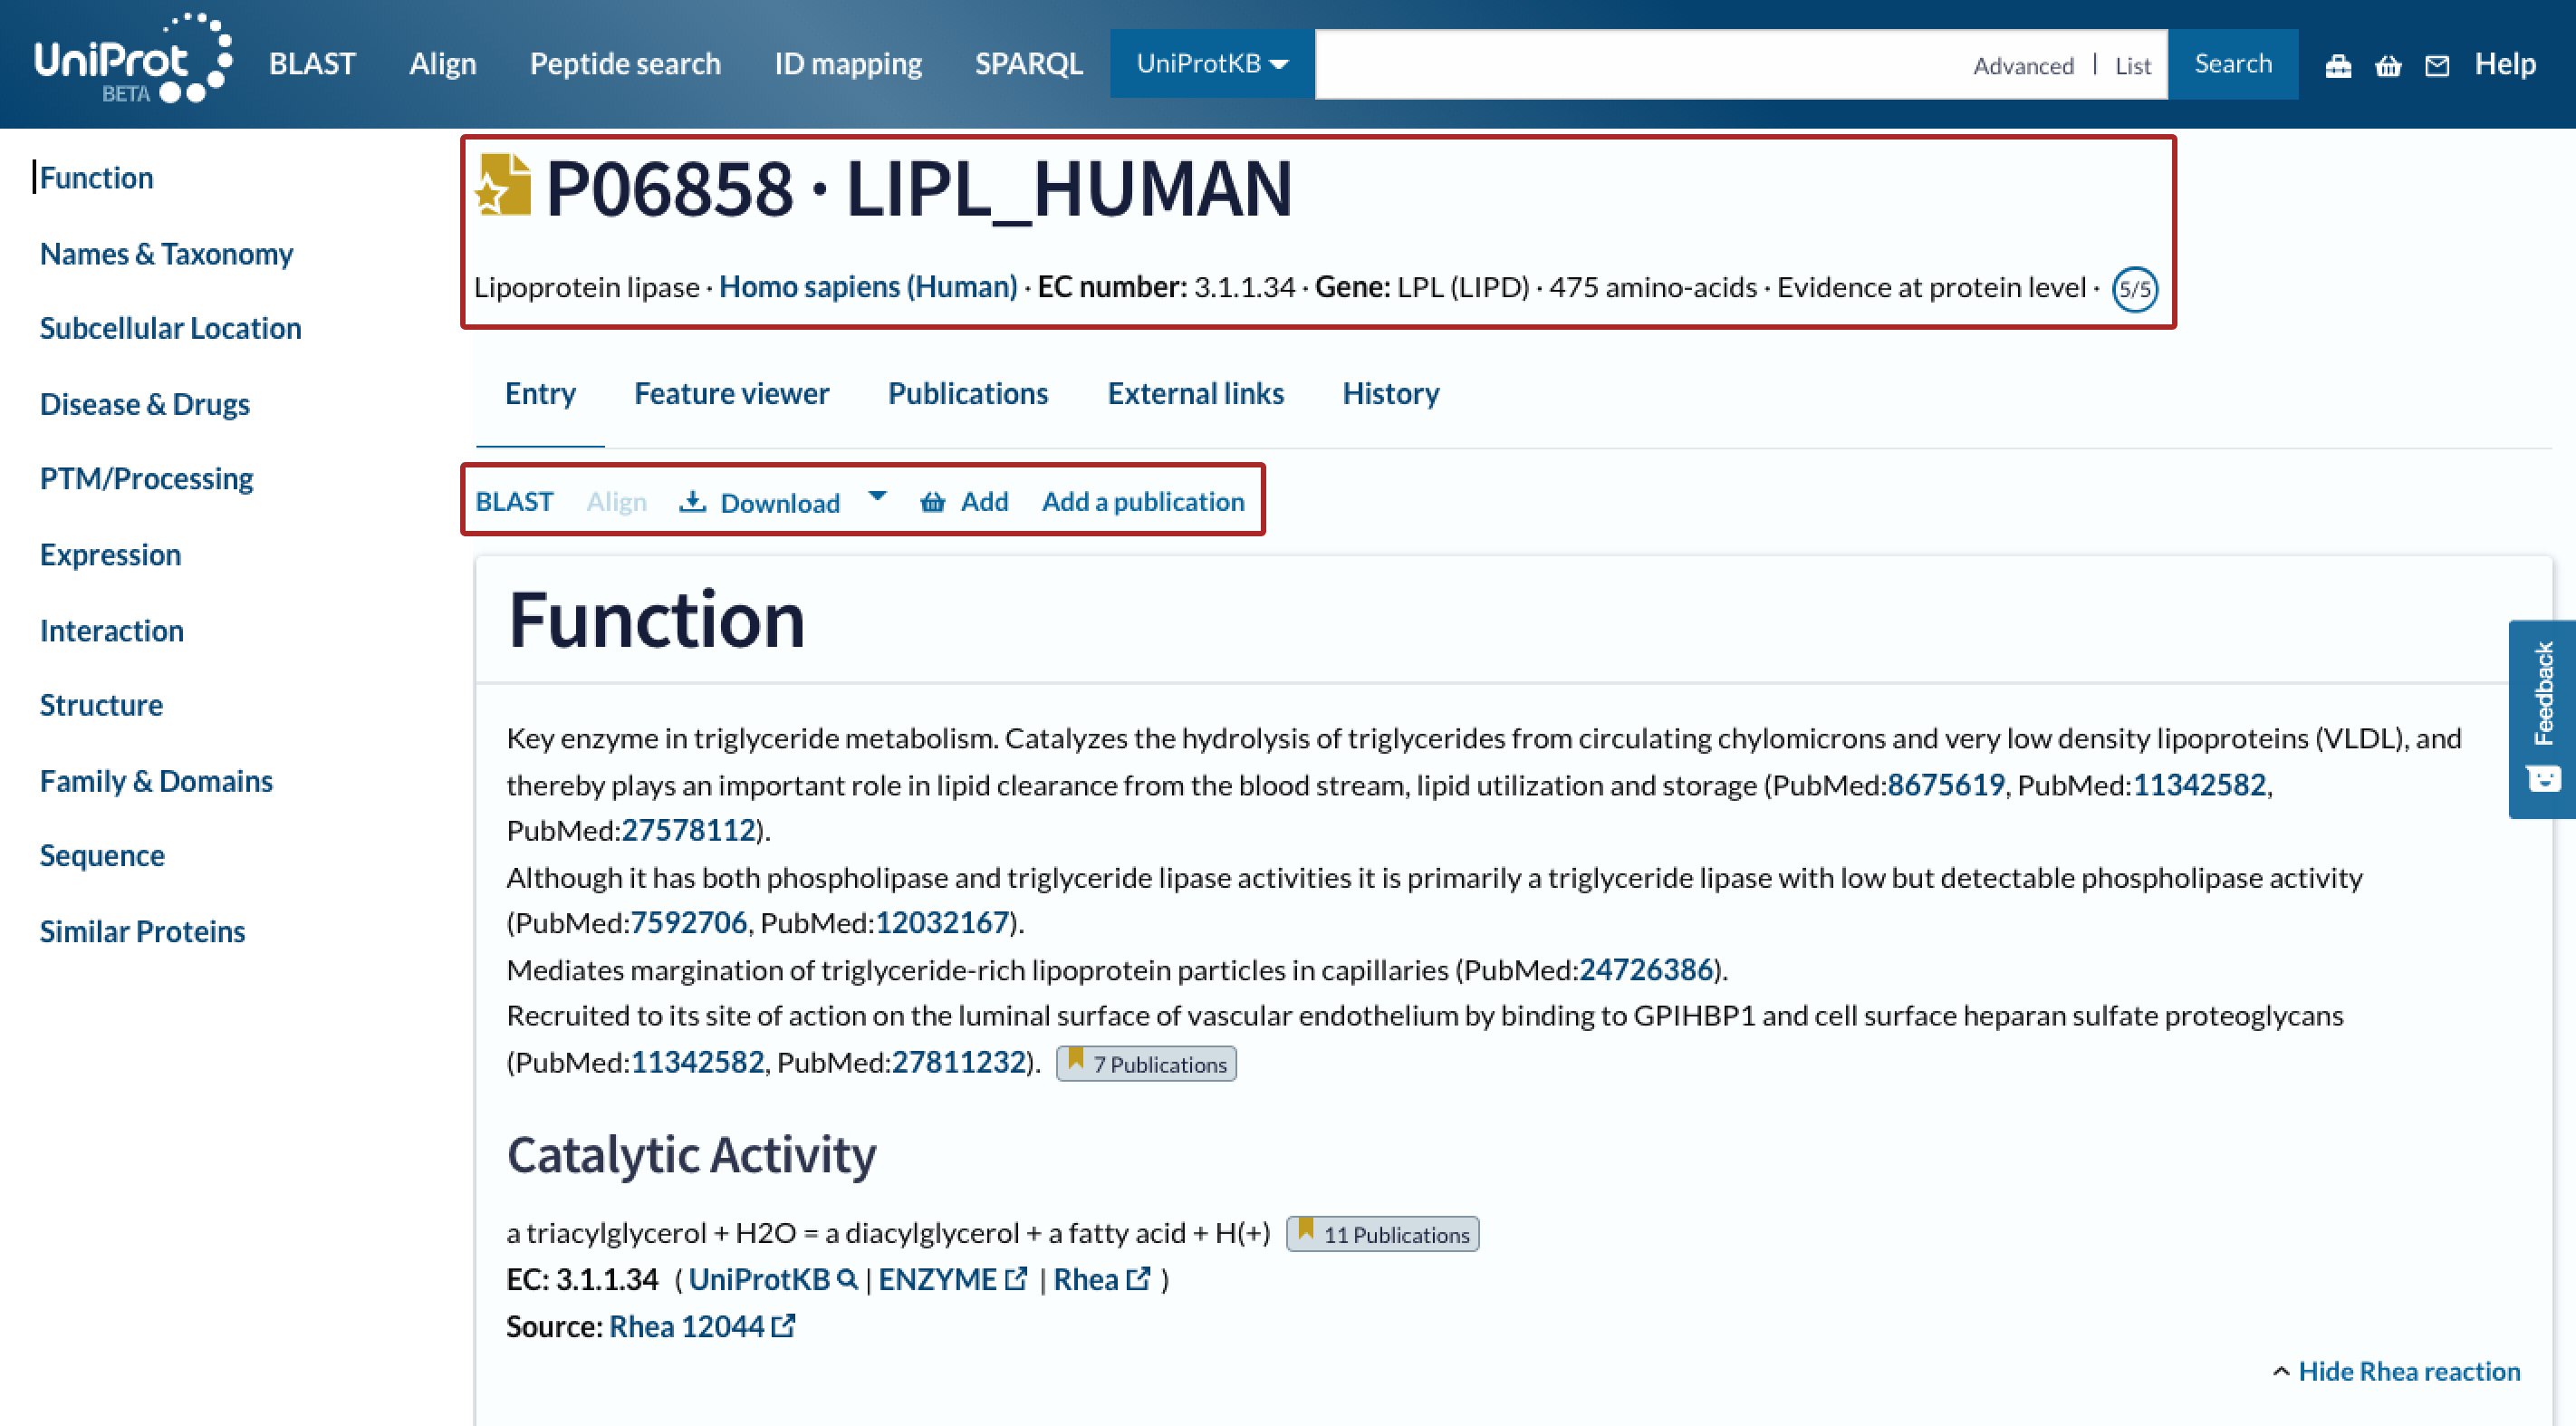 UniProt BETA BLAST Align Peptide search ID mapping SPARQL UniProtKB Advanced | List Search Help
Function
Names & Taxonomy
Subcellular Location
Disease & Drugs
PTM/Processing
Expression
Interaction
Structure
Family & Domains
Sequence
Similar Proteins
P06858 · LIPL_HUMAN
Lipoprotein lipase · Homo sapiens (Human) · EC number: 3.1.1.34 · Gene: LPL (LIPD) · 475 amino-acids · Evidence at protein level · 5/5
Entry Feature viewer Publications External links History
BLAST Align Download Add Add a publication
Function
Key enzyme in triglyceride metabolism. Catalyzes the hydrolysis of triglycerides from circulating chylomicrons and very low density lipoproteins (VLDL), and
thereby plays an important role in lipid clearance from the blood stream, lipid utilization and storage (PubMed:8675619, PubMed:11342582,
PubMed:27578112).
Although it has both phospholipase and triglyceride lipase activities it is primarily a triglyceride lipase with low but detectable phospholipase activity
(PubMed:7592706, PubMed:12032167).
Mediates margination of triglyceride-rich lipoprotein particles in capillaries (PubMed:24726386).
Recruited to its site of action on the luminal surface of vascular endothelium by binding to GPIHBP1 and cell surface heparan sulfate proteoglycans
(PubMed:11342582, PubMed:27811232). 7 Publications
Catalytic Activity
a triacylglycerol + H2O = a diacylglycerol + a fatty acid + H(+) 11 Publications
EC: 3.1.1.34 ( UniProtKB | ENZYME | Rhea )
Source: Rhea 12044
Hide Rhea reaction
Feedback